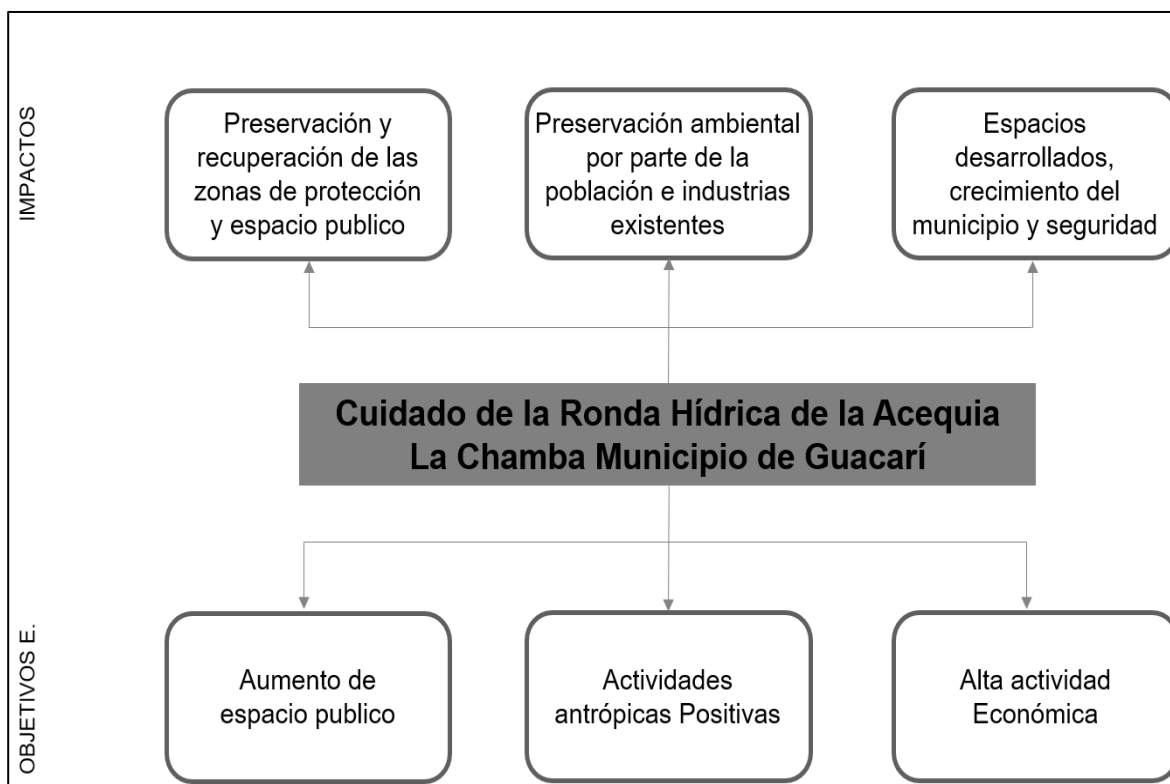 IMPACTOS
Preservación y
recuperación de las
zonas de protección
y espacio publico
Preservación ambiental
por parte de la
población e industrias
existentes
Espacios
desarrollados,
crecimiento del
municipio y seguridad
Cuidado de la Ronda Hídrica de la Acequia
La Chamba Municipio de Guacarí
OBJETIVOS E.
Aumento de
espacio publico
Actividades
antrópicas Positivas
Alta actividad
Económica